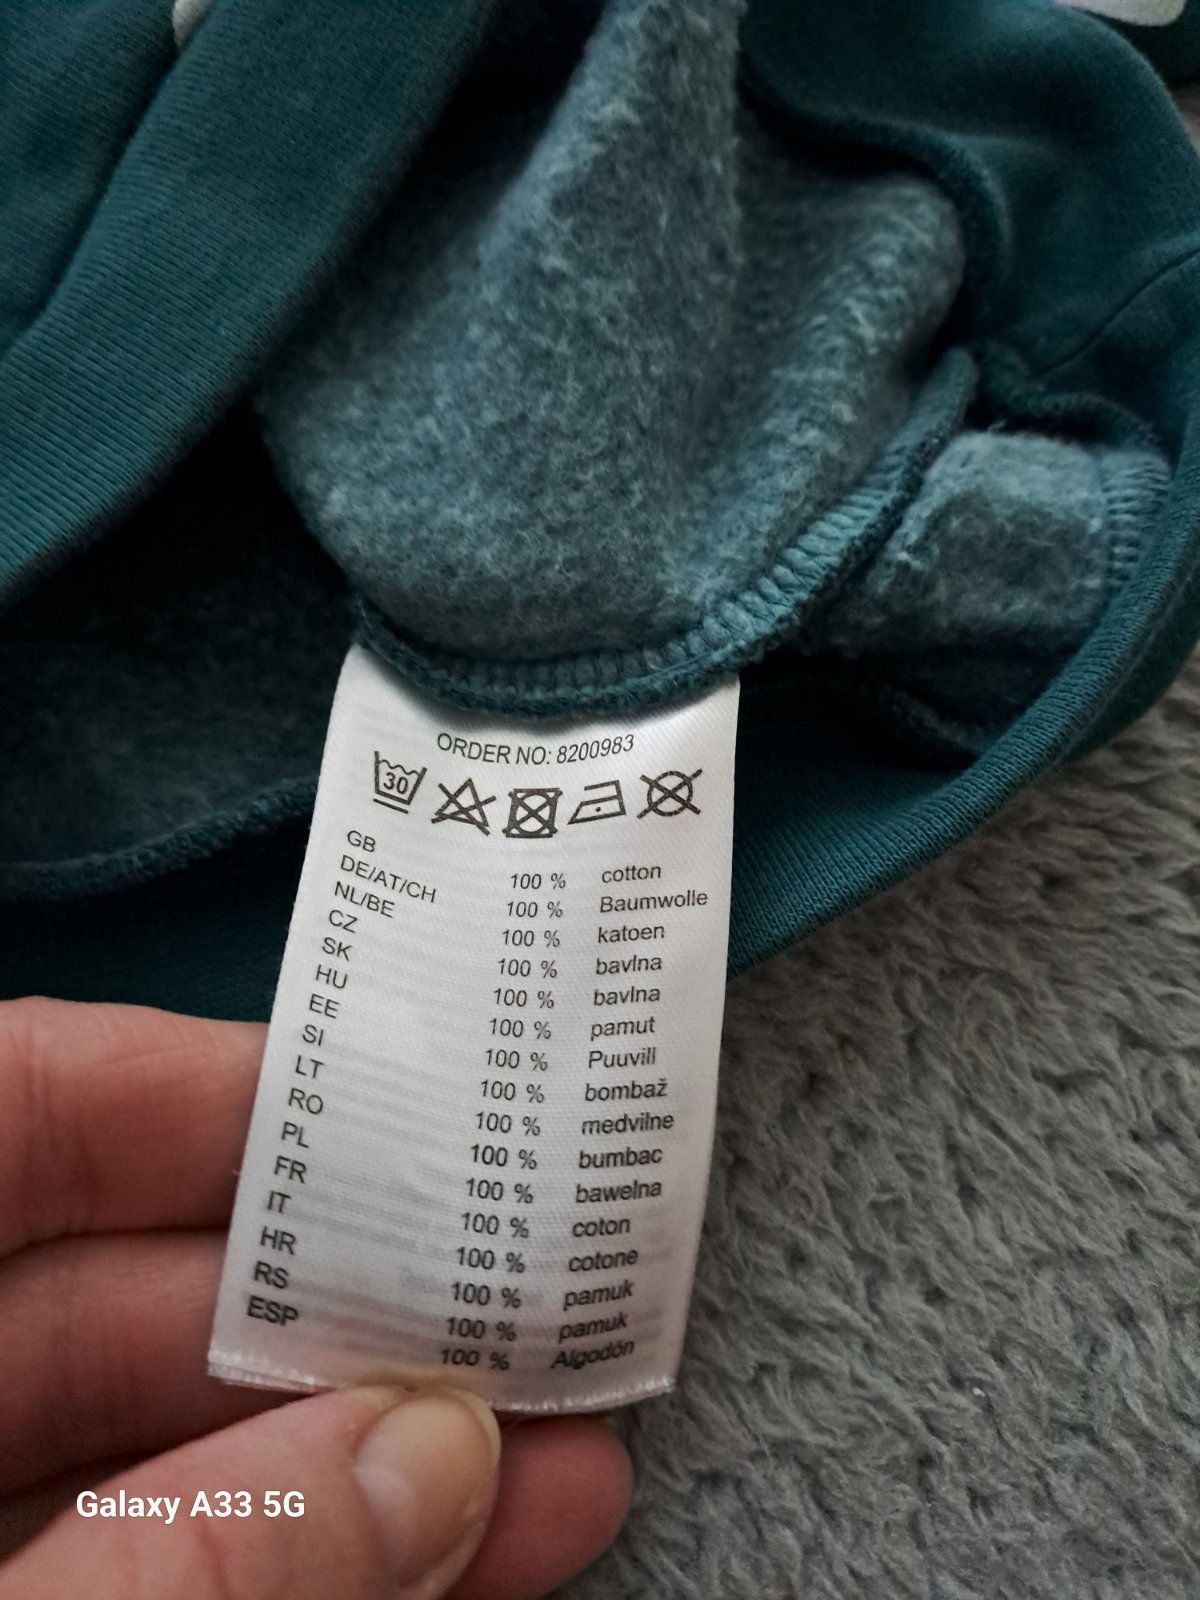 ORDER NO: 8200983
30
GB 100 % cotton
DE/AT/CH 100 % Baumwolle
NL/BE 100 % katoen
CZ 100 % bavlna
SK 100 % bavlna
HU 100 % pamut
EE 100 % Puuvill
SI 100 % bombaž
LT 100 % medvilne
RO 100 % bumbac
PL 100 % bawelna
FR 100 % coton
IT 100 % cotone
HR 100 % pamuk
RS 100 % pamuk
ESP 100 % Algodón
Galaxy A33 5G